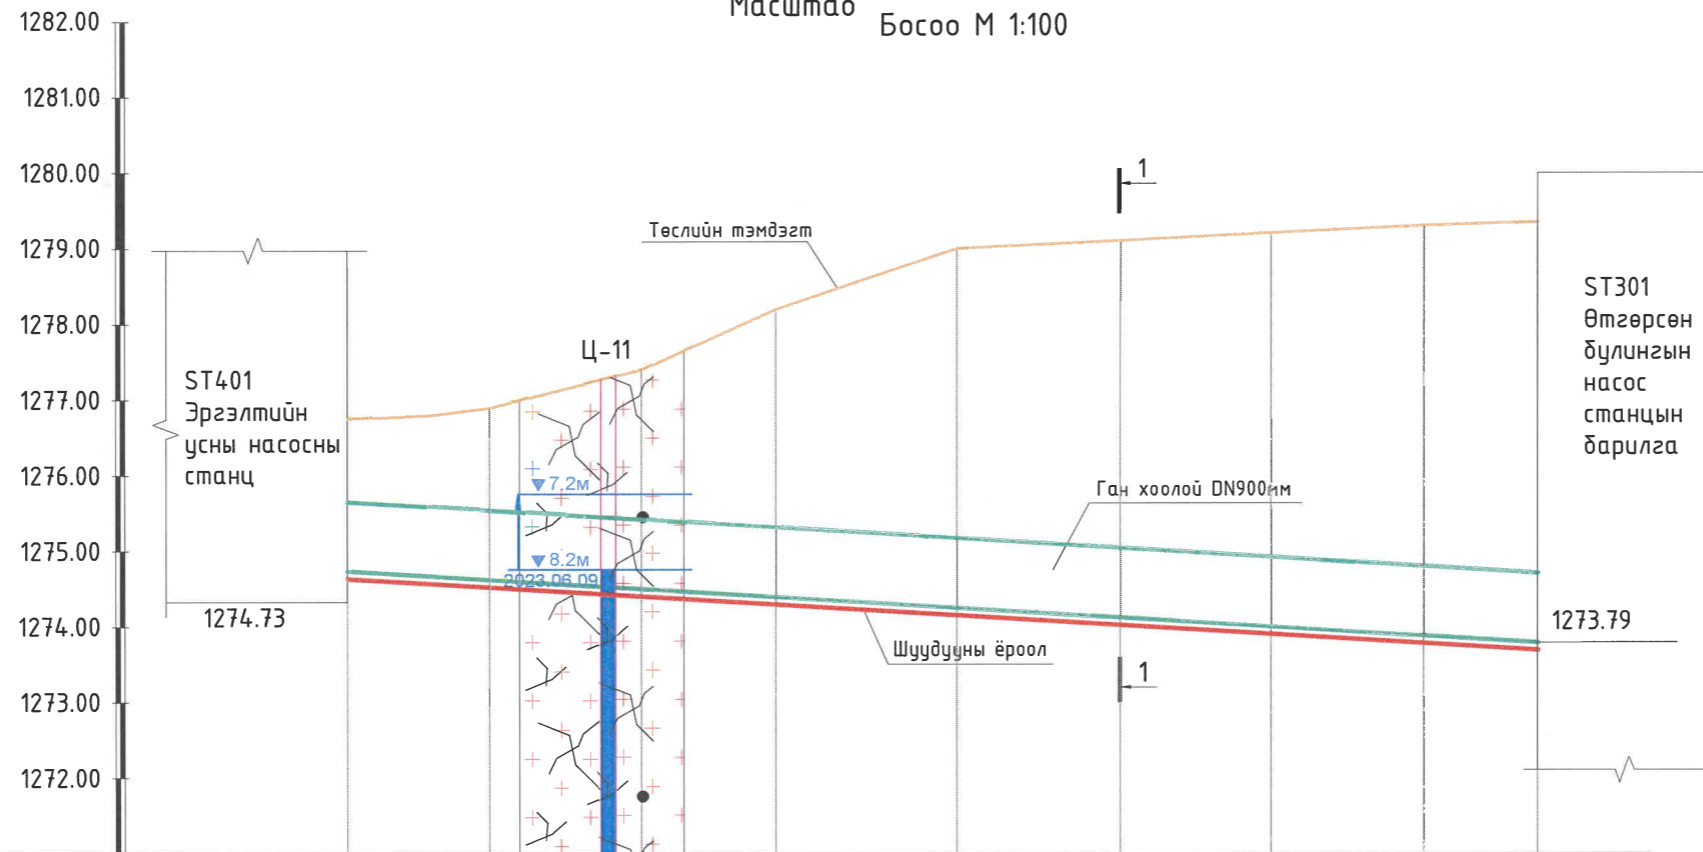 Масштаб
Босоо М 1:100
1282.00
1281.00
1280.00
1279.00
1278.00
1277.00
1276.00
1275.00
1274.00
1273.00
1272.00
1
Төслийн тэмдэгт
Ц-11
ST401
Эргэлтийн
усны насосны
станц
1274.73
7.2м
8.2м
2023.06.09
Ган хоолой DN900мм
Шуудууны ёроол
1
ST301
Өтгөрсөн
булингын
насос
станцын
барилга
1273.79